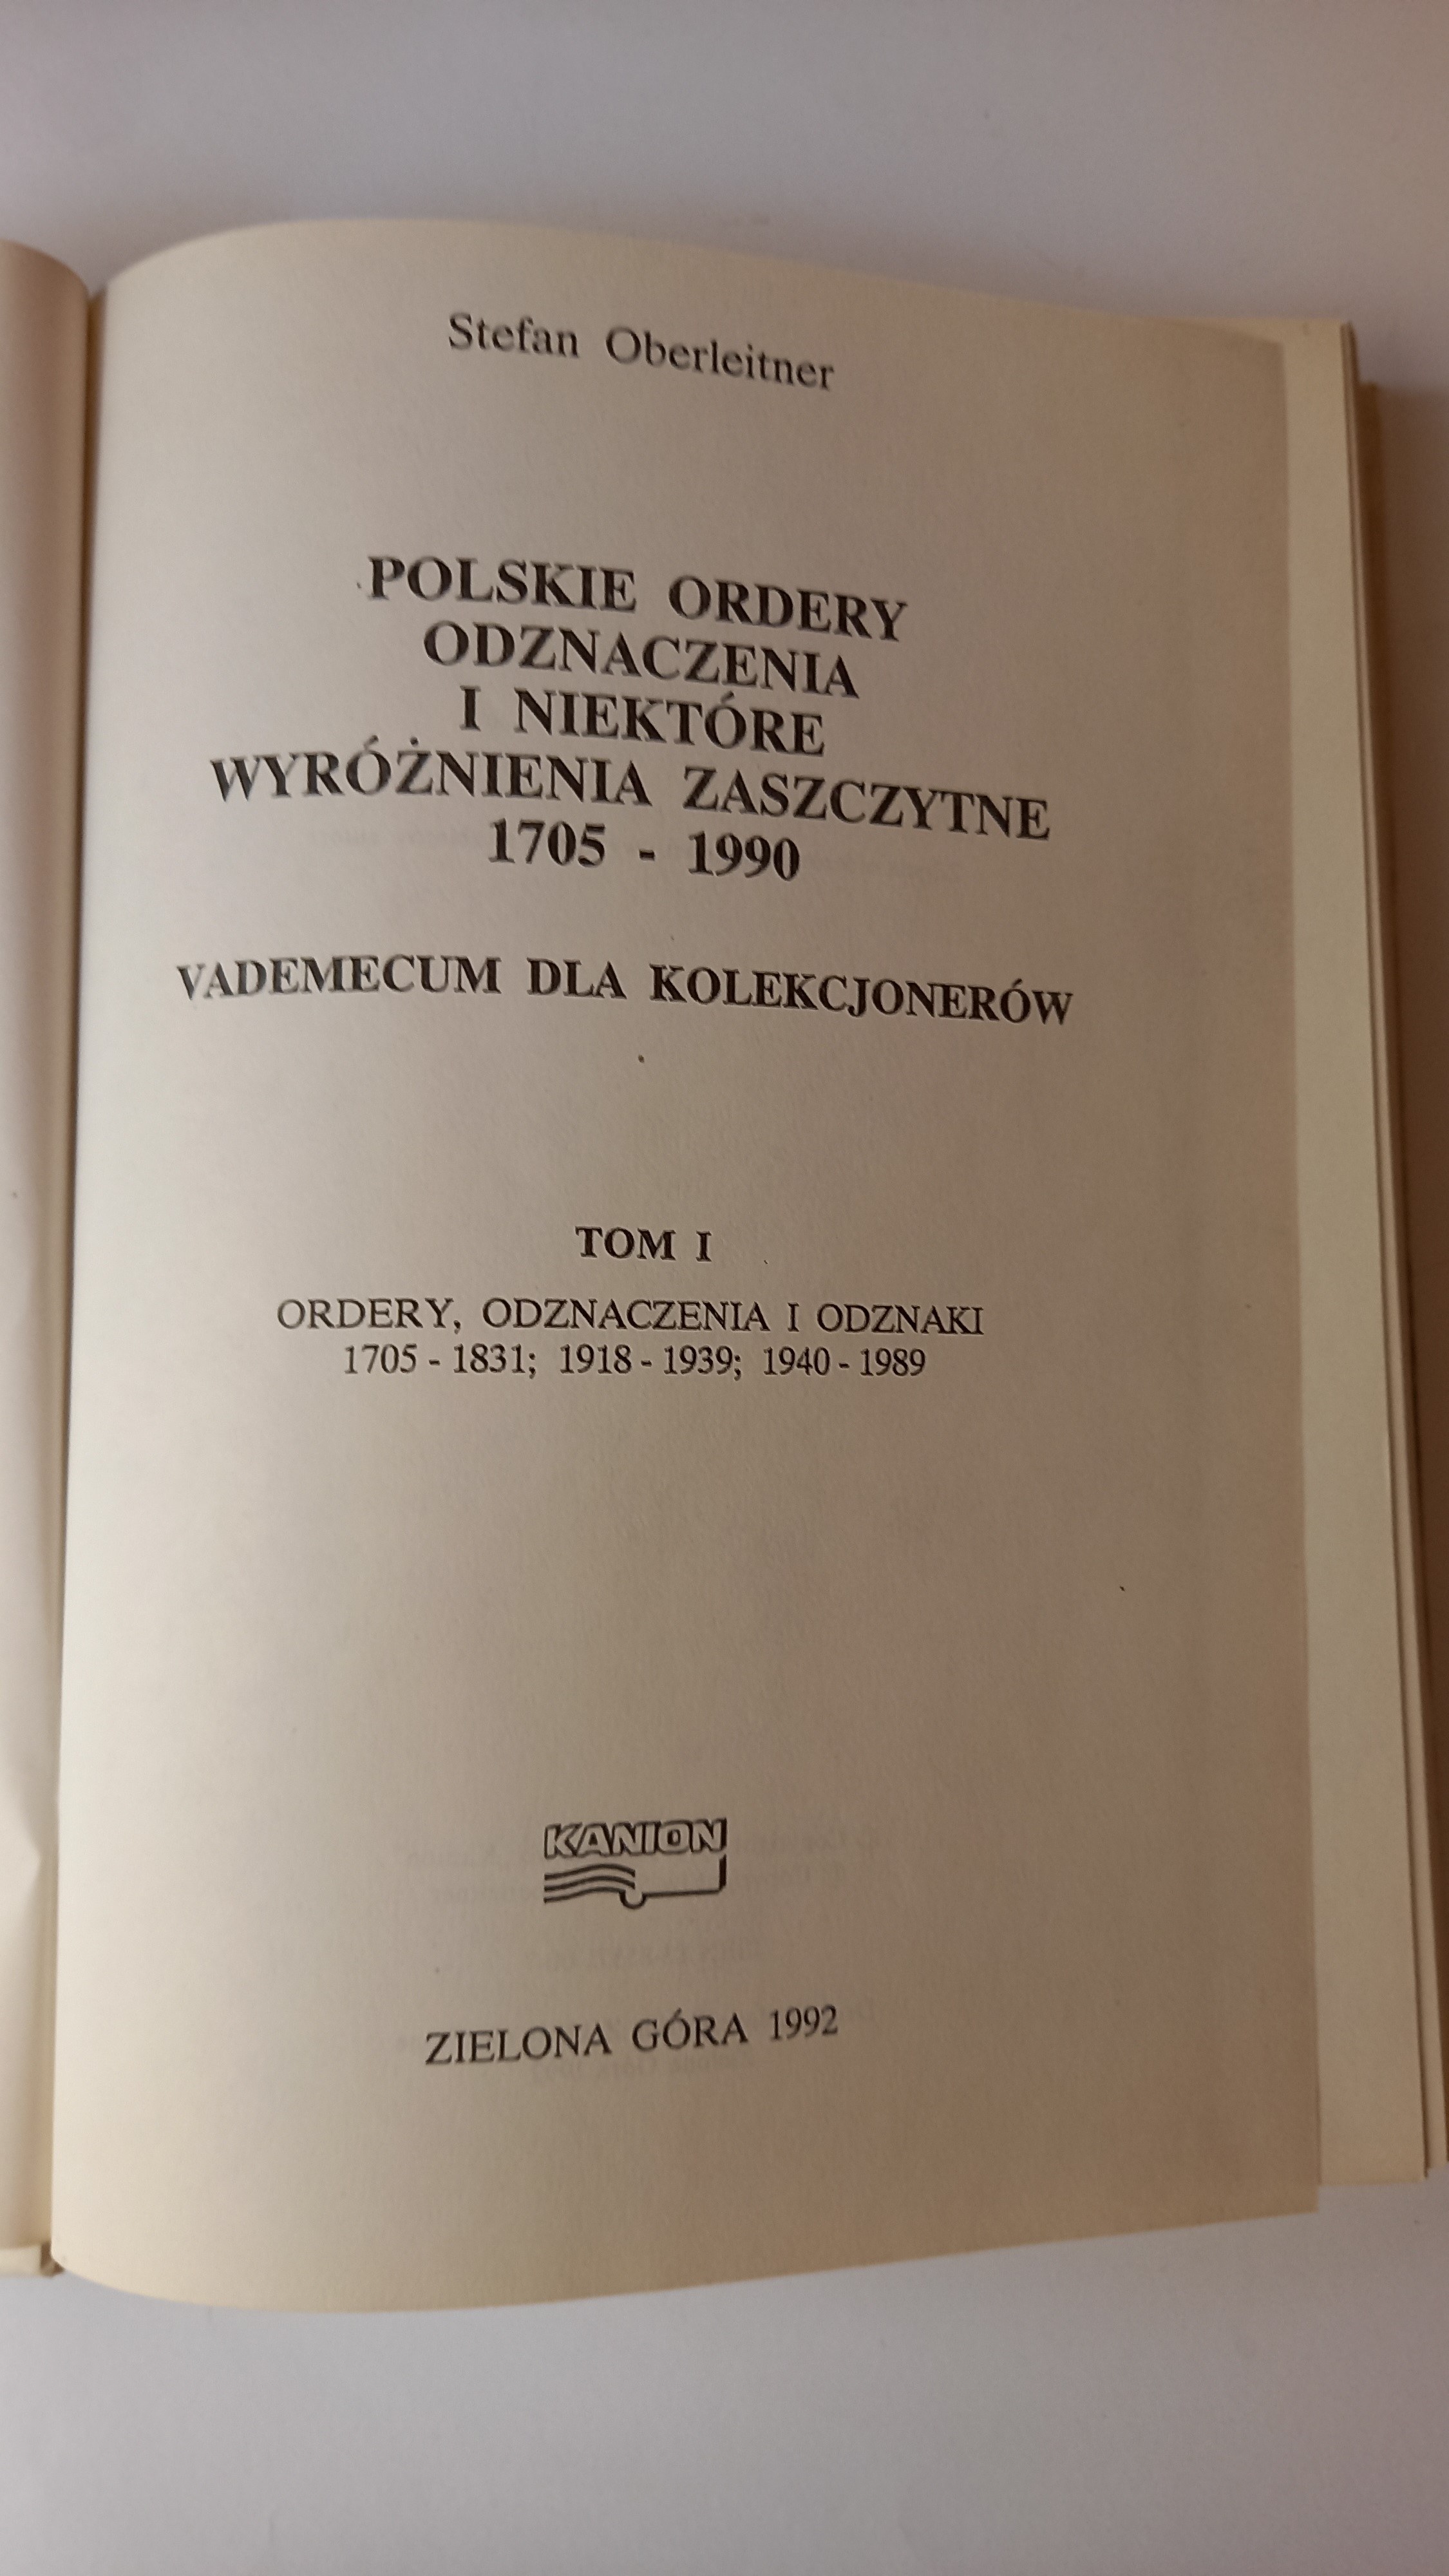 Stefan Oberleitner
POLSKIE ORDERY
ODZNACZENIA
I NIEKTÓRE
WYRÓŻNIENIA ZASZCZYTNE
1705 - 1990
VADEMECUM DLA KOLEKCJONERÓW
TOM I
ORDERY, ODZNACZENIA I ODZNAKI
1705 - 1831; 1918 - 1939; 1940 - 1989
KANION
ZIELONA GÓRA 1992